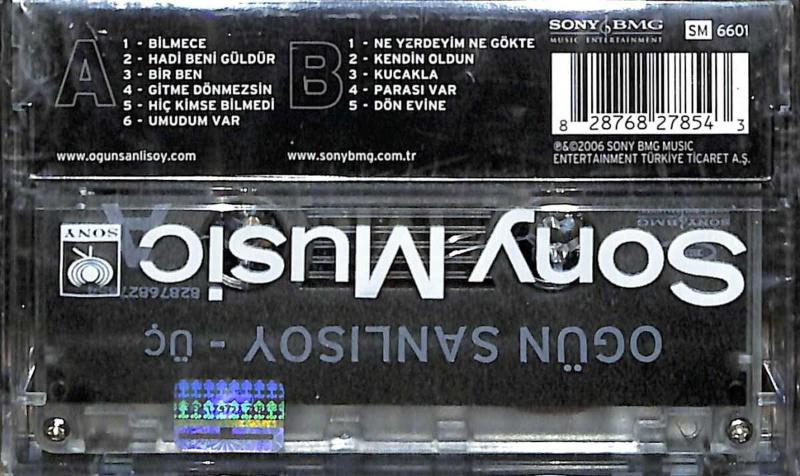 A
1 - BİLMECE
2 - HADİ BENİ GÜLDÜR
3 - BİR BEN
4 - GİTME DÖNMEZSİN
5 - HİÇ KİMSE BİLMEDİ
6 - UMUDUM VAR
B
1 - NE YERDEYİM NE GÖKTE
2 - KENDİN OLDUN
3 - KUCAKLA
4 - PARASI VAR
5 - DÖN EVİNE
SONY BMG
MUSIC ENTERTAINMENT
SM 6601
8 28768 27854 3
www.ogunsanlisoy.com
www.sonybmg.com.tr
℗&©2006 SONY BMG MUSIC
ENTERTAINMENT TÜRKİYE TİCARET A.Ş.
A
SONY BMG
SONY
Sony Music
OGÜN SANLISOY - ÜÇ